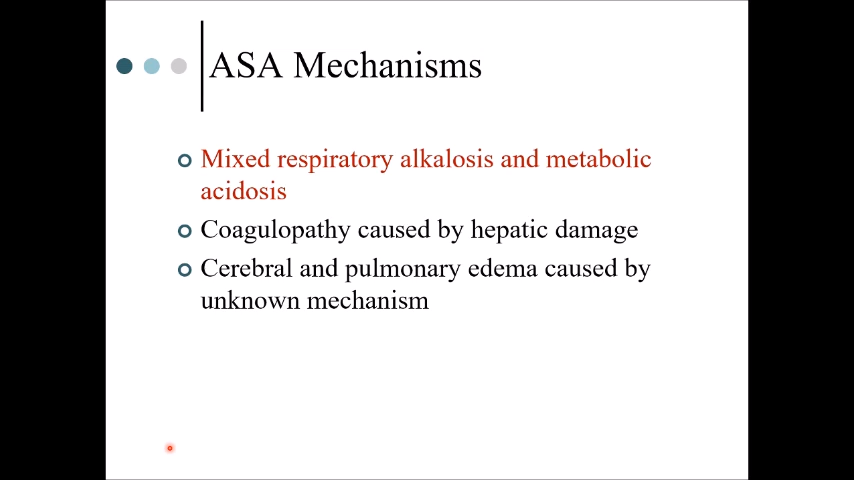 ASA Mechanisms
Mixed respiratory alkalosis and metabolic
acidosis
Coagulopathy caused by hepatic damage
Cerebral and pulmonary edema caused by
unknown mechanism